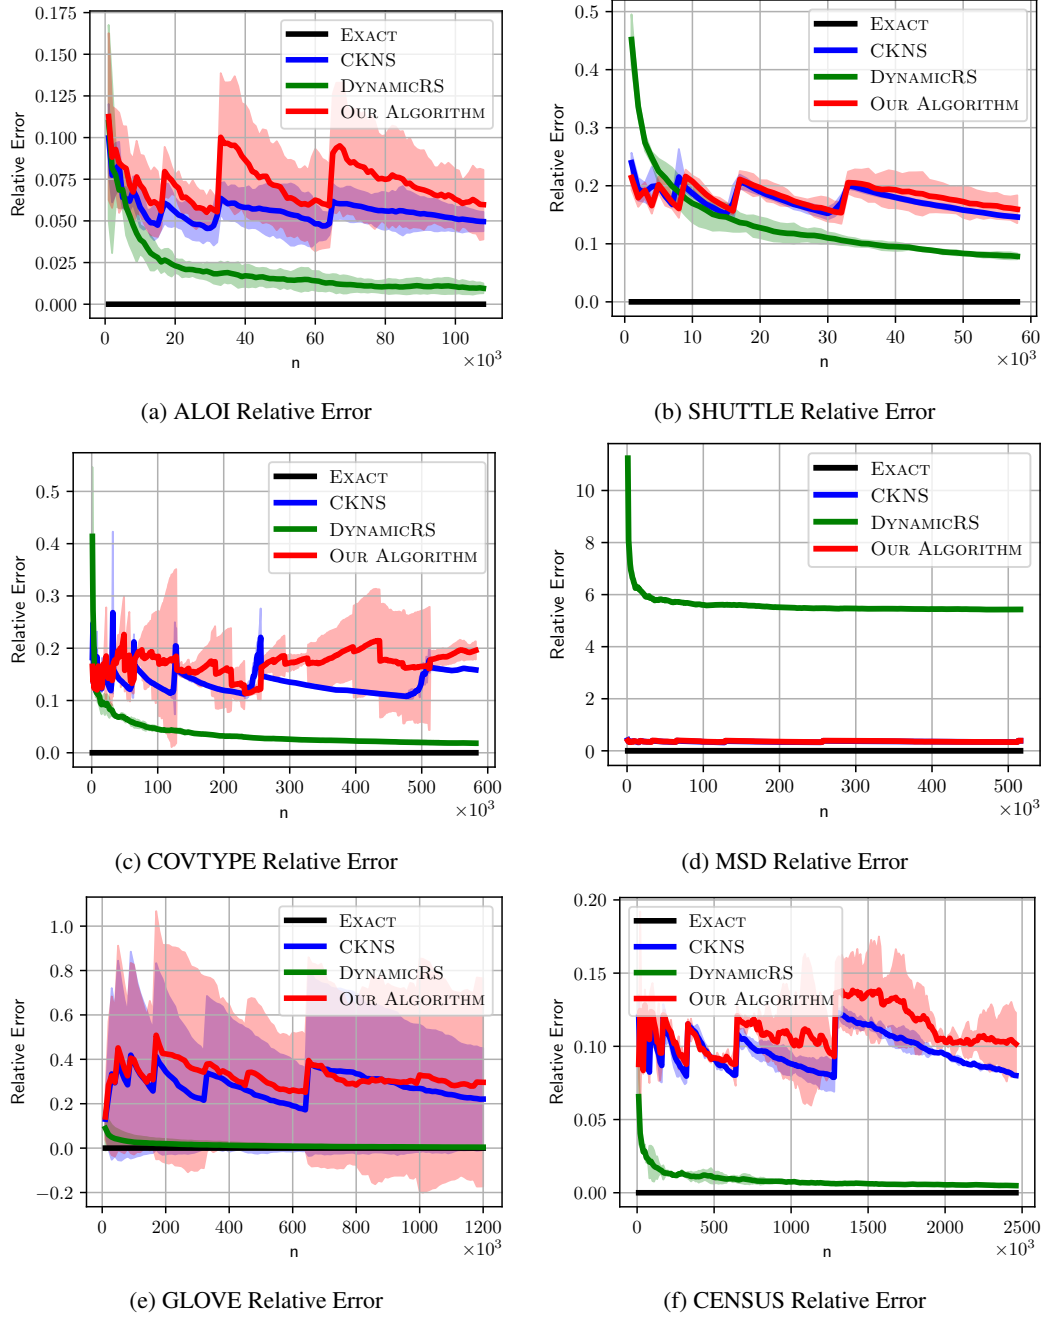 0.175
0.150
0.125
0.100
0.075
0.050
0.025
0.000
Relative Error
EXACT
CKNS
DYNAMICRS
OUR ALGORITHM
0 20 40 60 80 100
×10³
n
(a) ALOI Relative Error
0.5
0.4
0.3
0.2
0.1
0.0
Relative Error
EXACT
CKNS
DYNAMICRS
OUR ALGORITHM
0 10 20 30 40 50 60
×10³
n
(b) SHUTTLE Relative Error
0.5
0.4
0.3
0.2
0.1
0.0
Relative Error
EXACT
CKNS
DYNAMICRS
OUR ALGORITHM
0 100 200 300 400 500 600
×10³
n
(c) COVTYPE Relative Error
10
8
6
4
2
0
Relative Error
EXACT
CKNS
DYNAMICRS
OUR ALGORITHM
0 100 200 300 400 500
×10³
n
(d) MSD Relative Error
1.0
0.8
0.6
0.4
0.2
0.0
−0.2
Relative Error
EXACT
CKNS
DYNAMICRS
OUR ALGORITHM
0 200 400 600 800 1000 1200
×10³
n
(e) GLOVE Relative Error
0.20
0.15
0.10
0.05
0.00
Relative Error
EXACT
CKNS
DYNAMICRS
OUR ALGORITHM
0 500 1000 1500 2000 2500
×10³
n
(f) CENSUS Relative Error